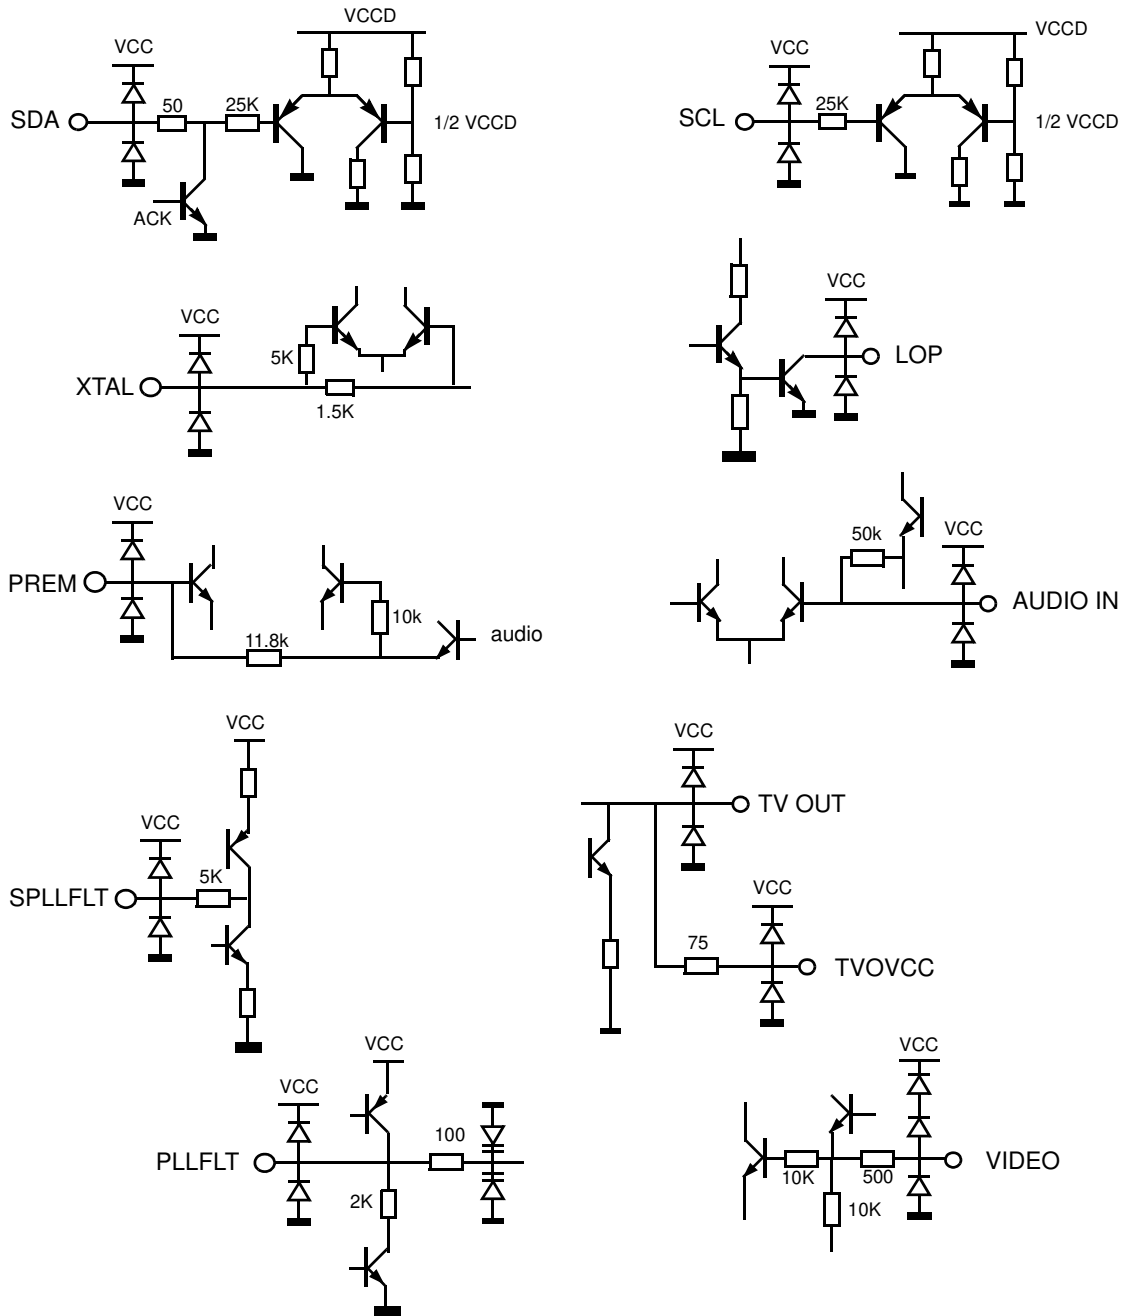 VCCD
VCC
SDA
50
25K
1/2 VCCD
ACK
VCCD
VCC
SCL
25K
1/2 VCCD
VCC
XTAL
5K
1.5K
VCC
LOP
VCC
PREM
11.8k
10k
audio
50k
VCC
AUDIO IN
VCC
VCC
SPLLFLT
5K
VCC
TV OUT
VCC
75
TVOVCC
VCC
VCC
PLLFLT
100
2K
VCC
VIDEO
10K
500
10K